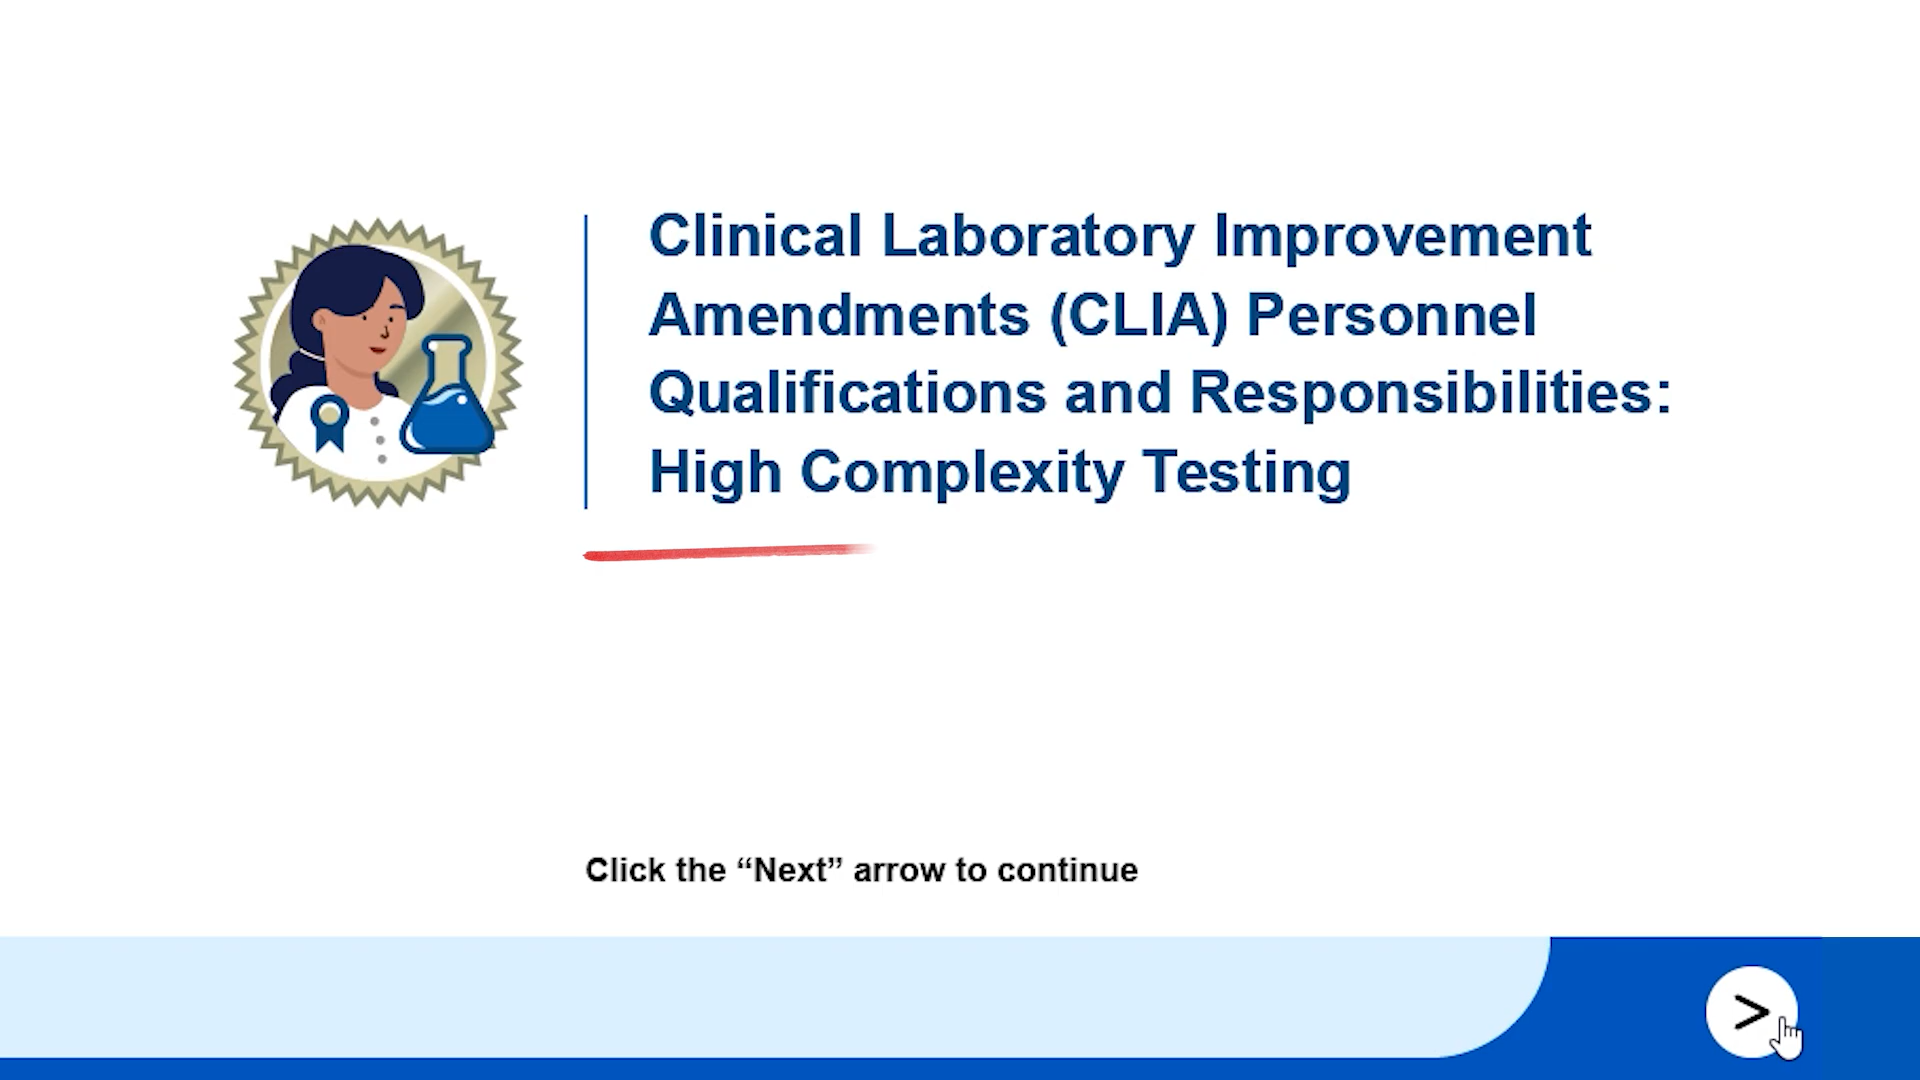 Clinical Laboratory Improvement
Amendments (CLIA) Personnel
Qualifications and Responsibilities:
High Complexity Testing
Click the “Next” arrow to continue
>